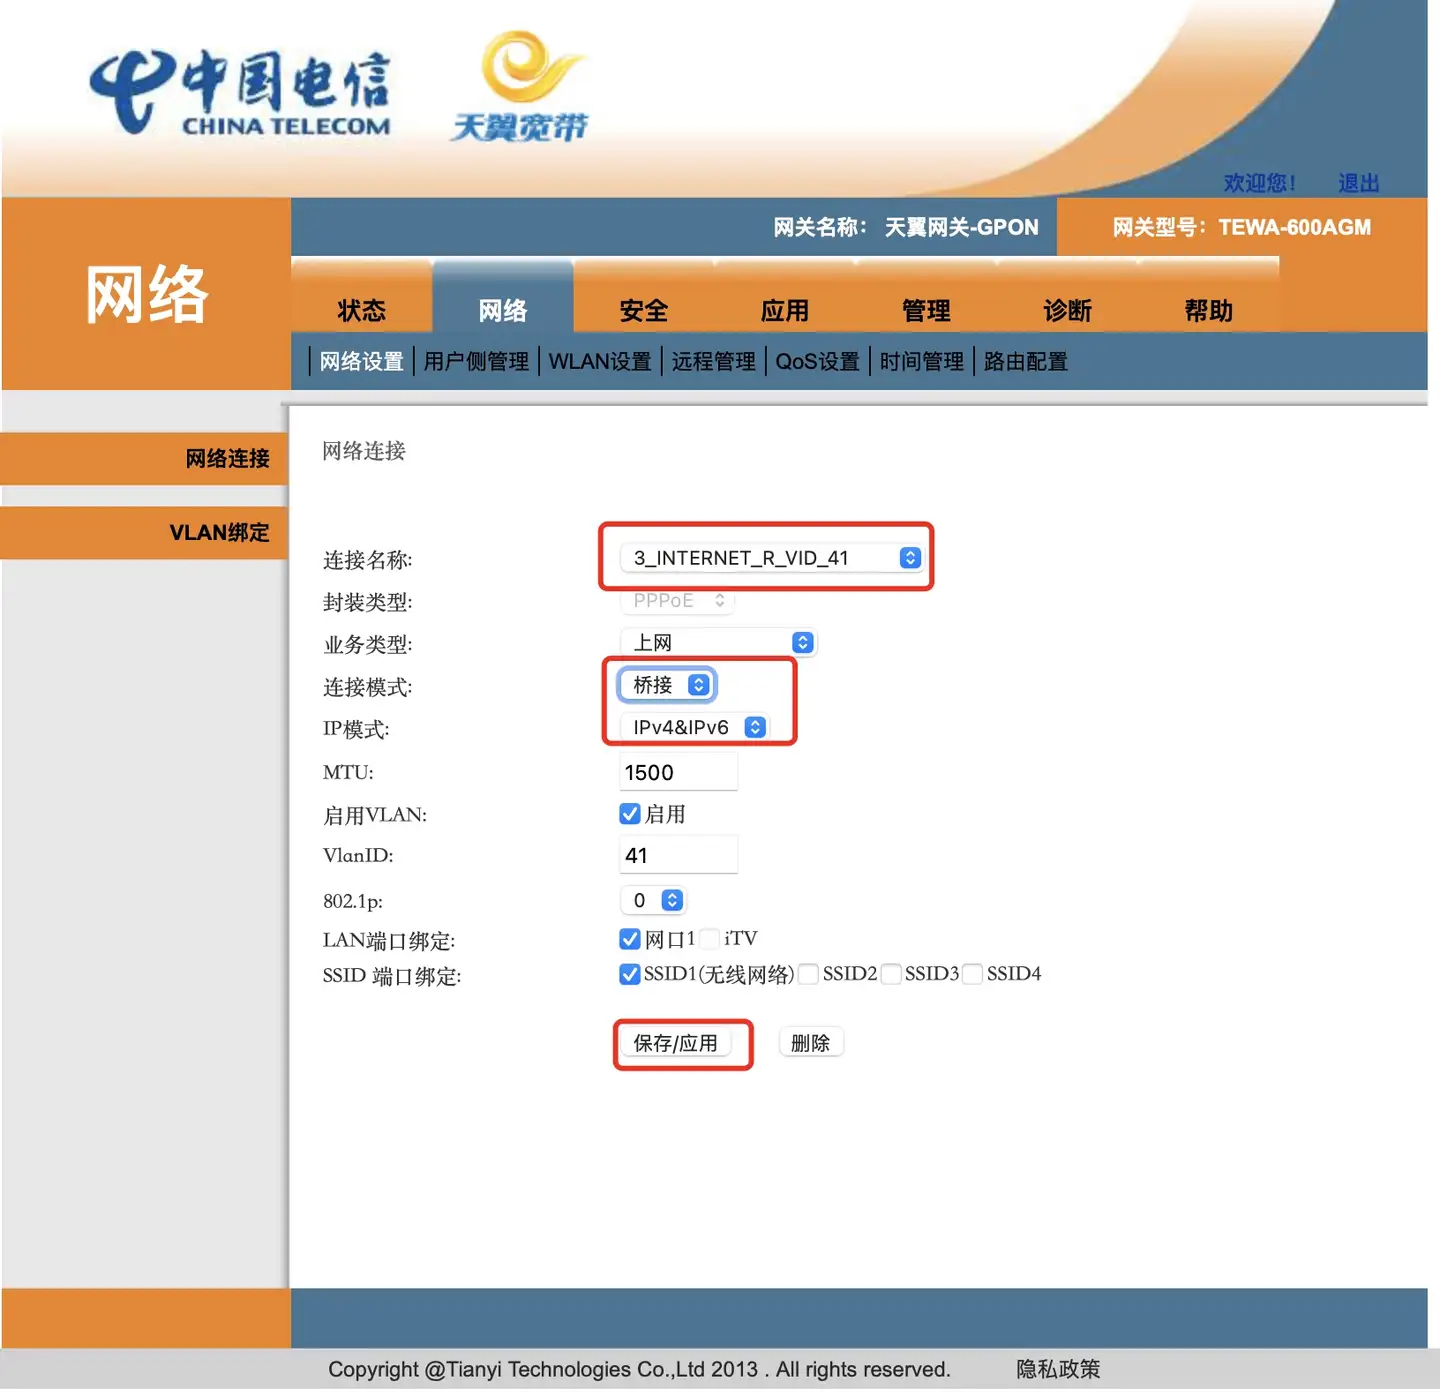 中国电信
CHINA TELECOM
天翼宽带
欢迎您！ 退出
网关名称： 天翼网关-GPON 网关型号：TEWA-600AGM
网络
状态 网络 安全 应用 管理 诊断 帮助
网络设置 用户侧管理 WLAN设置 远程管理 QoS设置 时间管理 路由配置
网络连接
VLAN绑定
网络连接
连接名称: 3_INTERNET_R_VID_41
封装类型: PPPoE
业务类型: 上网
连接模式: 桥接
IP模式: IPv4&IPv6
MTU: 1500
启用VLAN: 启用
VlanID: 41
802.1p: 0
LAN端口绑定: 网口1 iTV
SSID 端口绑定: SSID1(无线网络) SSID2 SSID3 SSID4
保存/应用 删除
Copyright @Tianyi Technologies Co.,Ltd 2013 . All rights reserved. 隐私政策